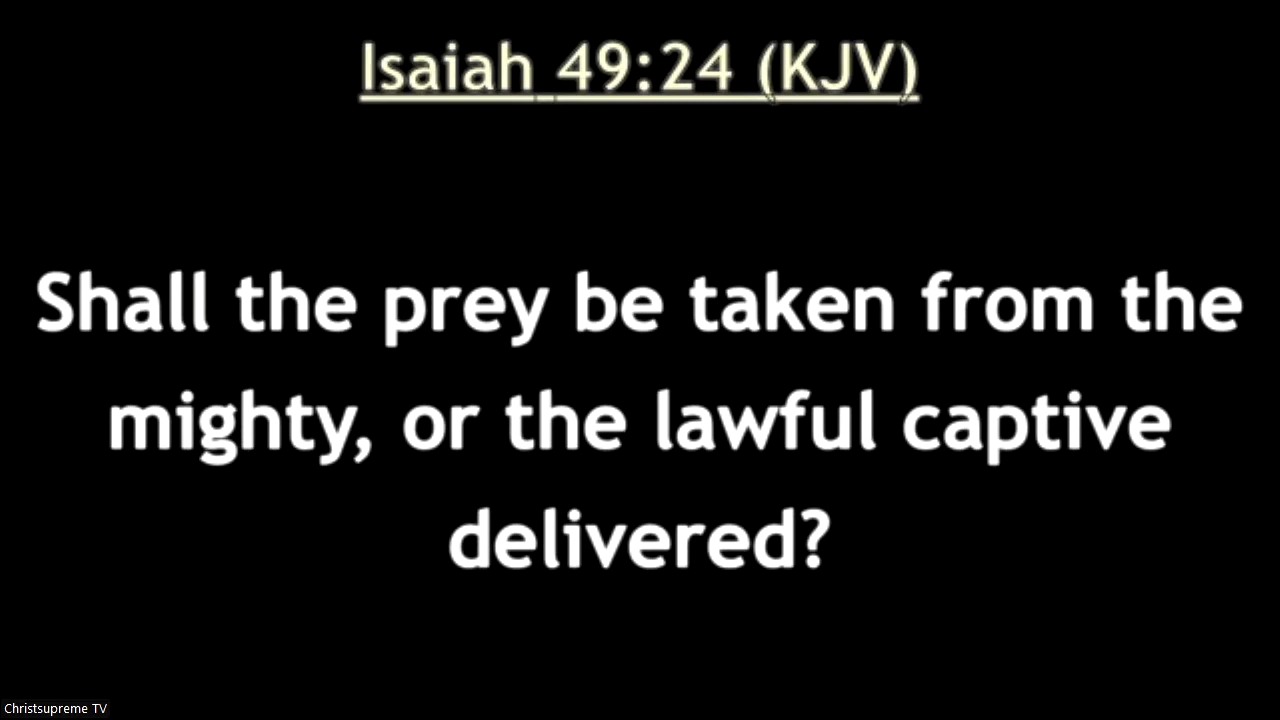 Isaiah 49:24 (KJV)
Shall the prey be taken from the
mighty, or the lawful captive
delivered?
Christsupreme TV